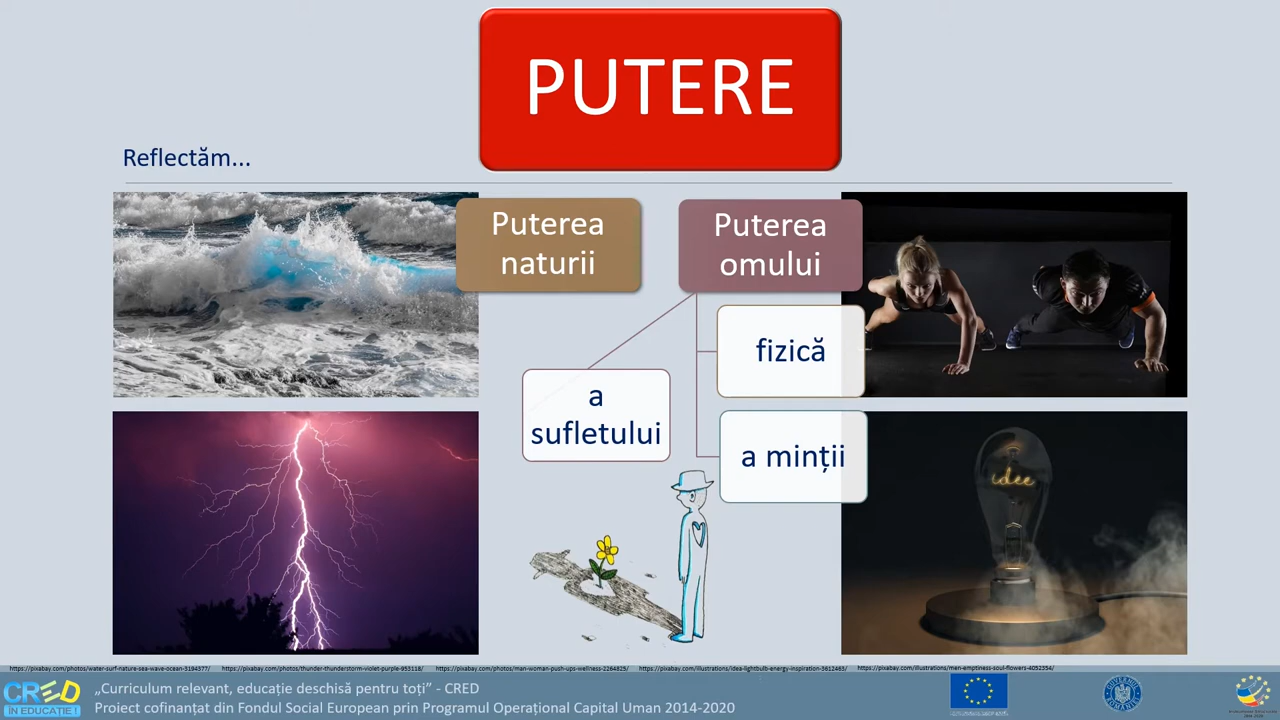 PUTERE
Reflectăm...
Puterea
naturii
Puterea
omului
fizică
a
sufletului
a minții
idee
https://pixabay.com/photos/water-surf-nature-sea-wave-ocean-3194377/ https://pixabay.com/photos/thunder-thunderstorm-violet-purple-953118/ https://pixabay.com/photos/man-woman-push-ups-wellness-2264825/ https://pixabay.com/illustrations/idea-lightbulb-energy-inspiration-3612463/ https://pixabay.com/illustrations/men-emptiness-soul-flowers-4052354/
CRED
ÎN EDUCAȚIE !
„Curriculum relevant, educație deschisă pentru toți” - CRED
Proiect cofinanțat din Fondul Social European prin Programul Operațional Capital Uman 2014-2020